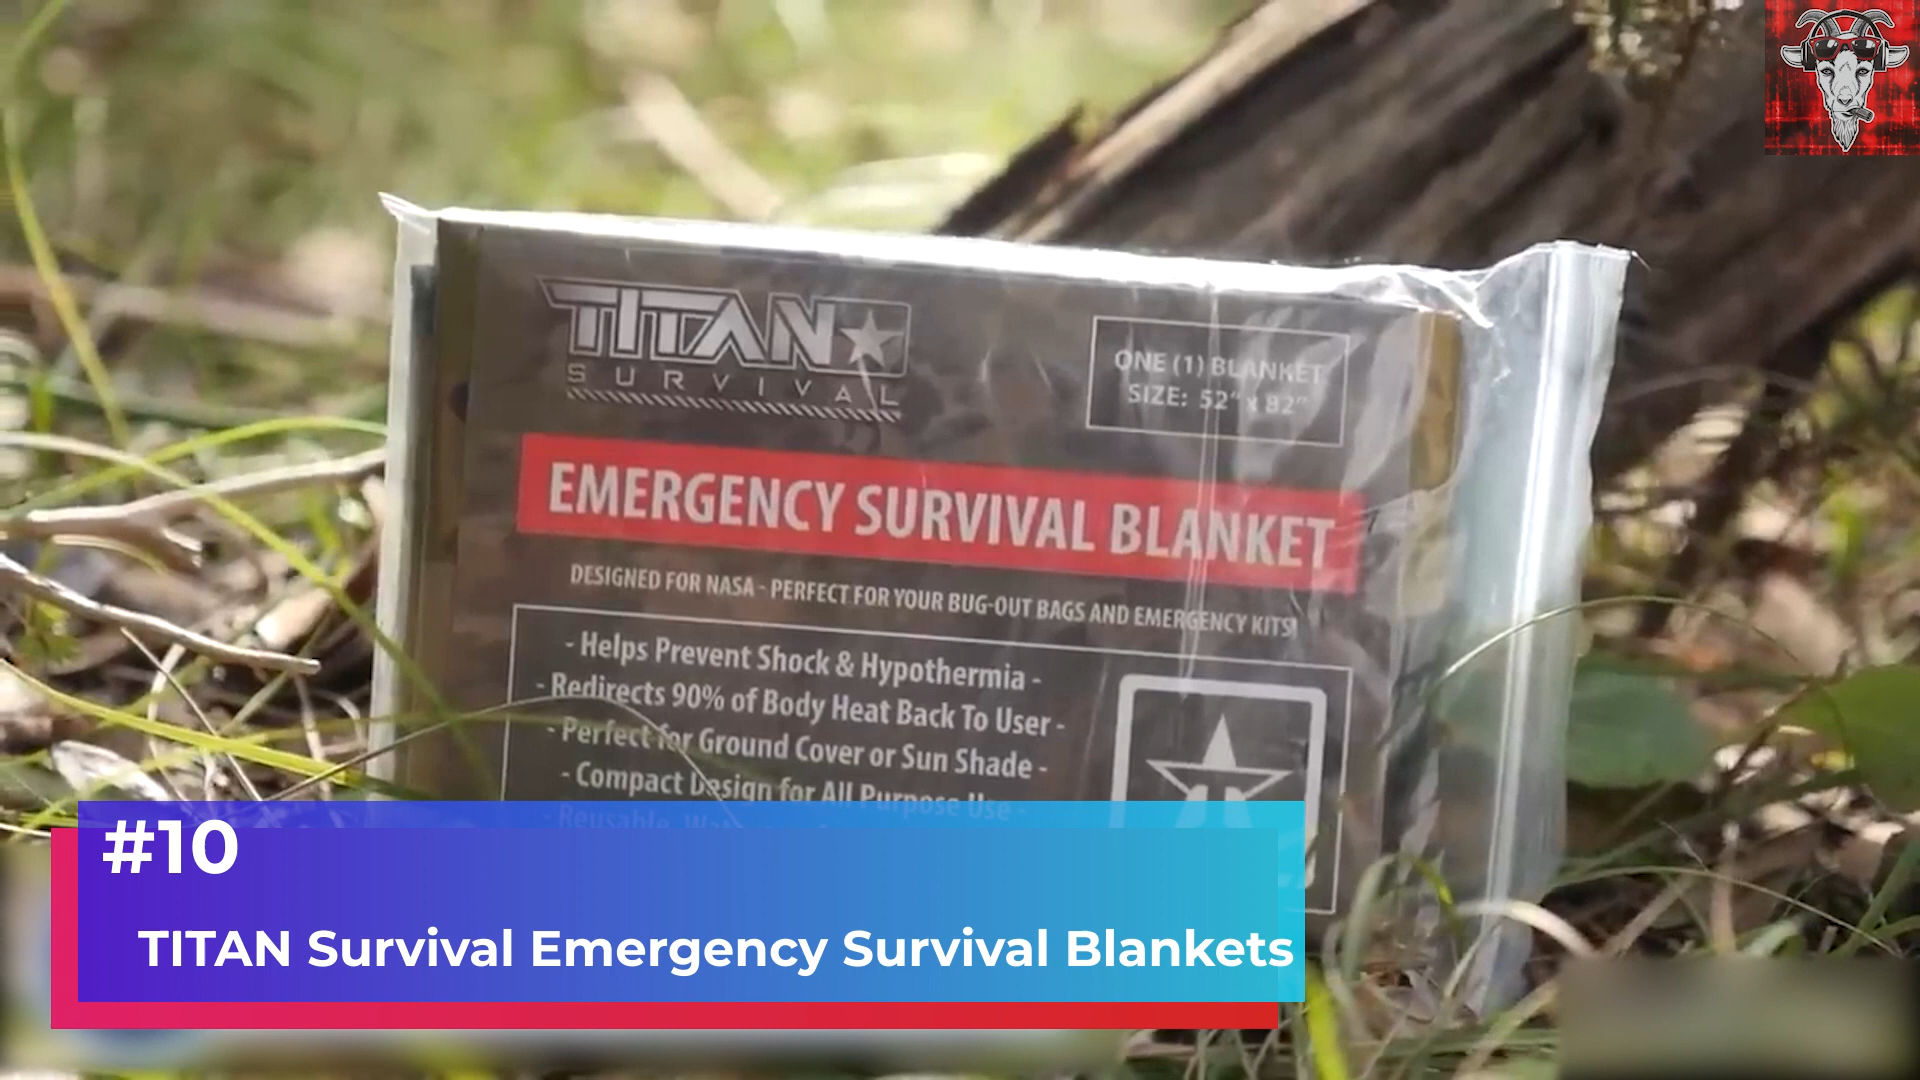 TITAN
SURVIVAL
ONE (1) BLANKET
SIZE: 52" x 82"
EMERGENCY SURVIVAL BLANKET
DESIGNED FOR NASA - PERFECT FOR YOUR BUG-OUT BAGS AND EMERGENCY KITS!
- Helps Prevent Shock & Hypothermia -
- Redirects 90% of Body Heat Back To User -
- Perfect for Ground Cover or Sun Shade -
- Compact Design for All Purpose Use -
- Reusable,
#10
TITAN Survival Emergency Survival Blankets